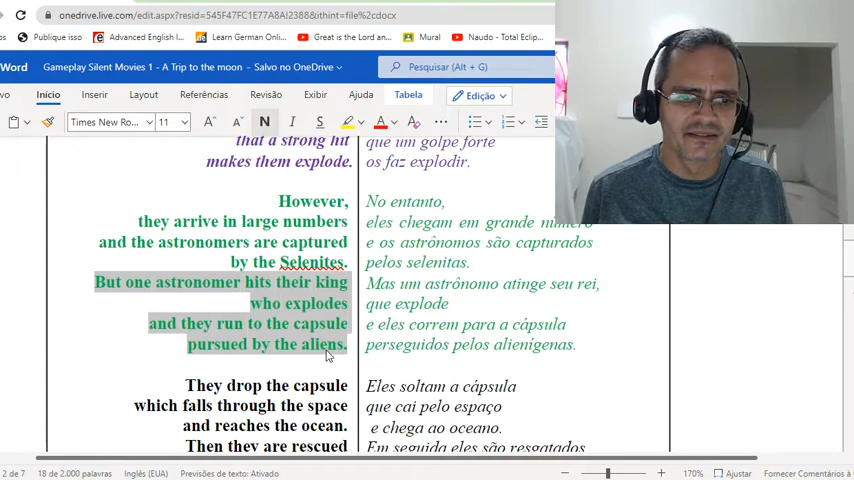 onedrive.live.com/edit.aspx?resid=545F47FC1E77A8A!2388&ithint=file%2cdocx
Publique isso
Advanced English I...
Learn German Onlin...
Great is the Lord and...
Mural
Naudo - Total Eclip...
Word
Gameplay Silent Movies 1 - A Trip to the moon - Salvo no OneDrive
Pesquisar (Alt + G)
vo
Início
Inserir
Layout
Referências
Revisão
Exibir
Ajuda
Tabela
Edição
Times New Ro...
11
N
I
S
that a strong hit
makes them explode.
que um golpe forte
os faz explodir.
However,
they arrive in large numbers
and the astronomers are captured
by the Selenites.
But one astronomer hits their king
who explodes
and they run to the capsule
pursued by the aliens.
No entanto,
eles chegam em grande número
e os astrônomos são capturados
pelos selenitas.
Mas um astrônomo atinge seu rei,
que explode
e eles correm para a cápsula
perseguidos pelos alienígenas.
They drop the capsule
which falls through the space
and reaches the ocean.
Then they are rescued
Eles soltam a cápsula
que cai pelo espaço
e chega ao oceano.
Em seguida eles são resgatados
2 de 7
18 de 2.000 palavras
Inglês (EUA)
Previsões de texto: Ativado
170%
Ajustar
Fornecer Comentários à